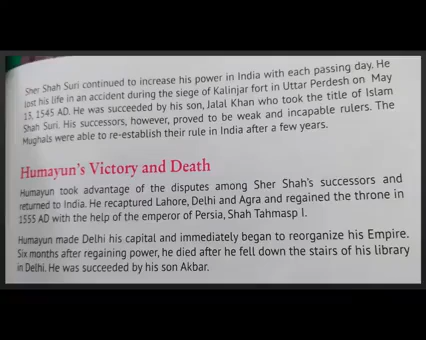 Sher Shah Suri continued to increase his power in India with each passing day. He
lost his life in an accident during the siege of Kalinjar fort in Uttar Perdesh on May
13, 1545 AD. He was succeeded by his son, Jalal Khan who took the title of Islam
Shah Suri. His successors, however, proved to be weak and incapable rulers. The
Mughals were able to re-establish their rule in India after a few years.
Humayun's Victory and Death
Humayun took advantage of the disputes among Sher Shah's successors and
returned to India. He recaptured Lahore, Delhi and Agra and regained the throne in
1555 AD with the help of the emperor of Persia, Shah Tahmasp I.
Humayun made Delhi his capital and immediately began to reorganize his Empire.
Six months after regaining power, he died after he fell down the stairs of his library
in Delhi. He was succeeded by his son Akbar.